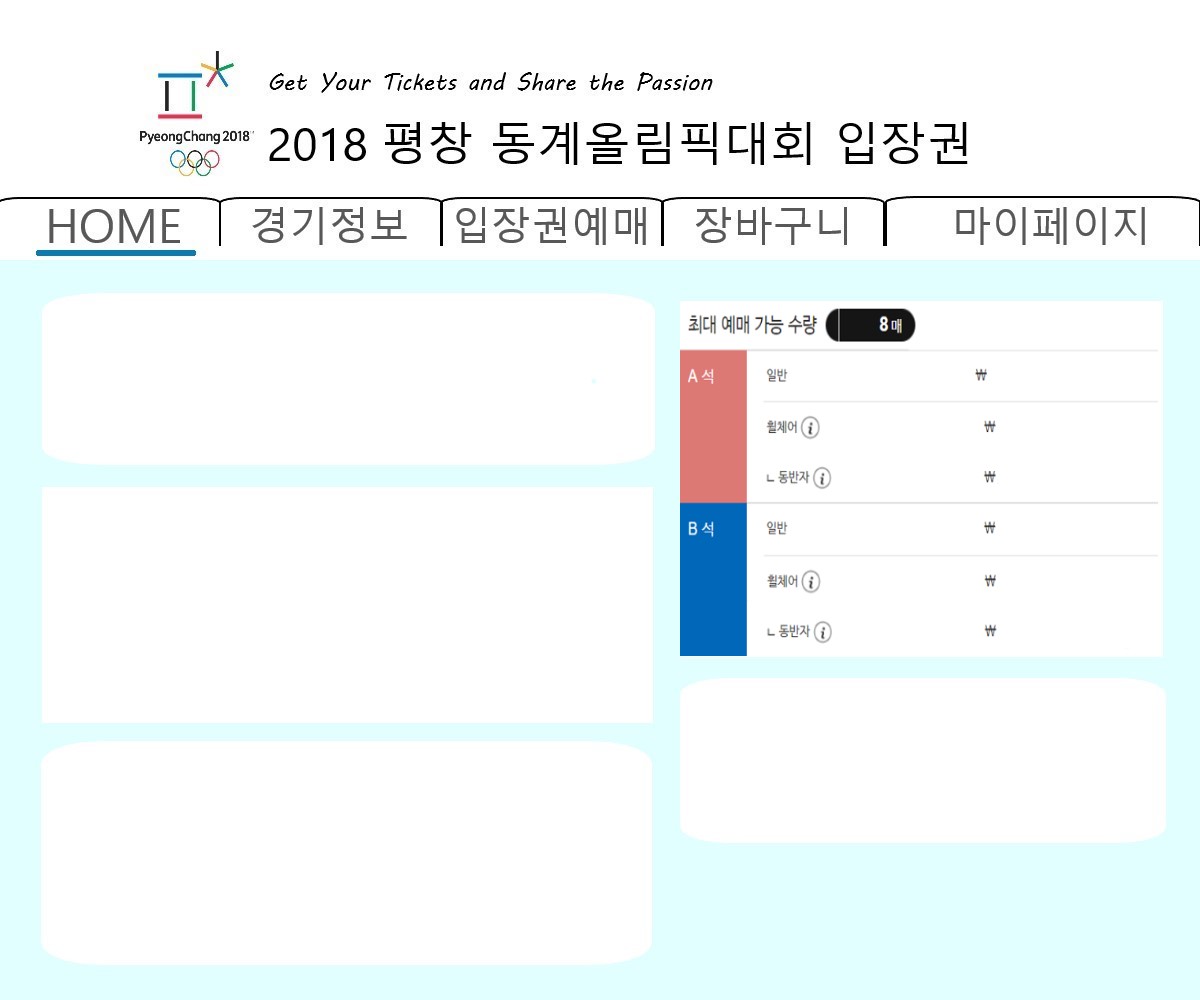 Get Your Tickets and Share the Passion
PyeongChang 2018
2018 평창 동계올림픽대회 입장권
HOME 경기정보 입장권예매 장바구니 마이페이지
최대 예매 가능 수량 8 매
A 석 일반 ₩
휠체어 i ₩
ㄴ 동반자 i ₩
B 석 일반 ₩
휠체어 i ₩
ㄴ 동반자 i ₩